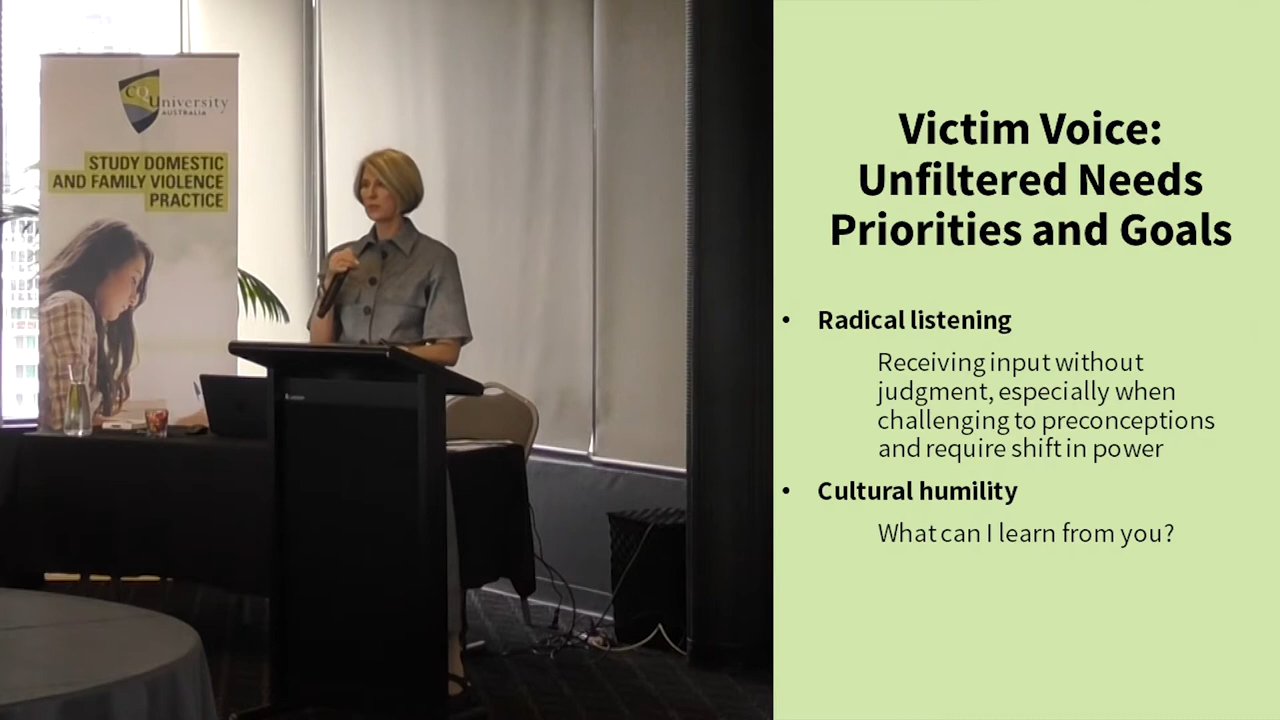 CQUniversity
AUSTRALIA
STUDY DOMESTIC
AND FAMILY VIOLENCE
PRACTICE
Victim Voice:
Unfiltered Needs
Priorities and Goals
• Radical listening
Receiving input without
judgment, especially when
challenging to preconceptions
and require shift in power
• Cultural humility
What can I learn from you?